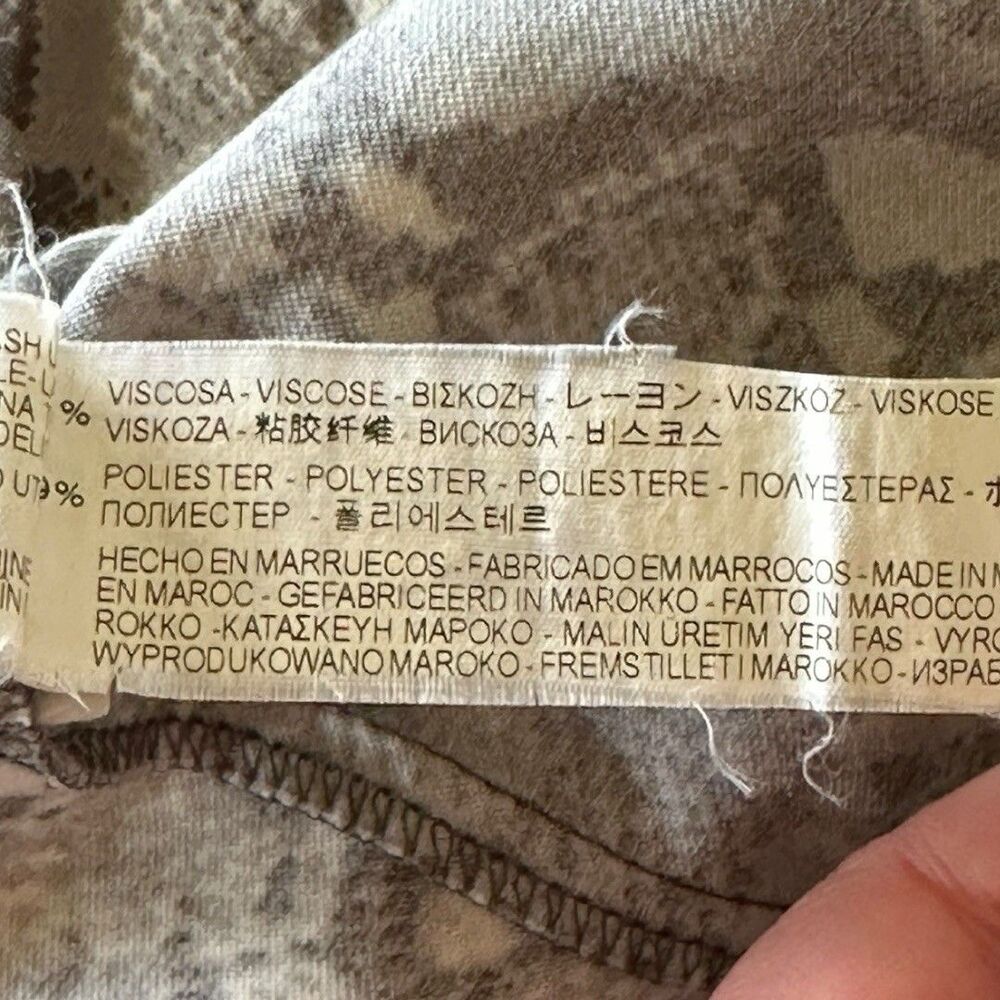 %
VISCOSA - VISCOSE - ΒΙΣΚΟΖΗ - レーヨン - VISZKOZ - VISKOSE
VISKOZA - 粘胶纤维 - ВИСКОЗА - 비스코스
%
POLIESTER - POLYESTER - POLIESTERE - ΠΟΛΥΕΣΤΕΡΑΣ -
ПОЛИЕСТЕР - 폴리에스테르
HECHO EN MARRUECOS - FABRICADO EM MARROCOS - MADE IN
EN MAROC - GEFABRICEERD IN MAROKKO - FATTO IN MAROCCO
ROKKO - ΚΑΤΑΣΚΕΥΗ ΜΑΡΟΚΟ - MALIN ÜRETIM YERI FAS -
WYPRODUKOWANO MAROKO - FREMSTILLET I MAROKKO -